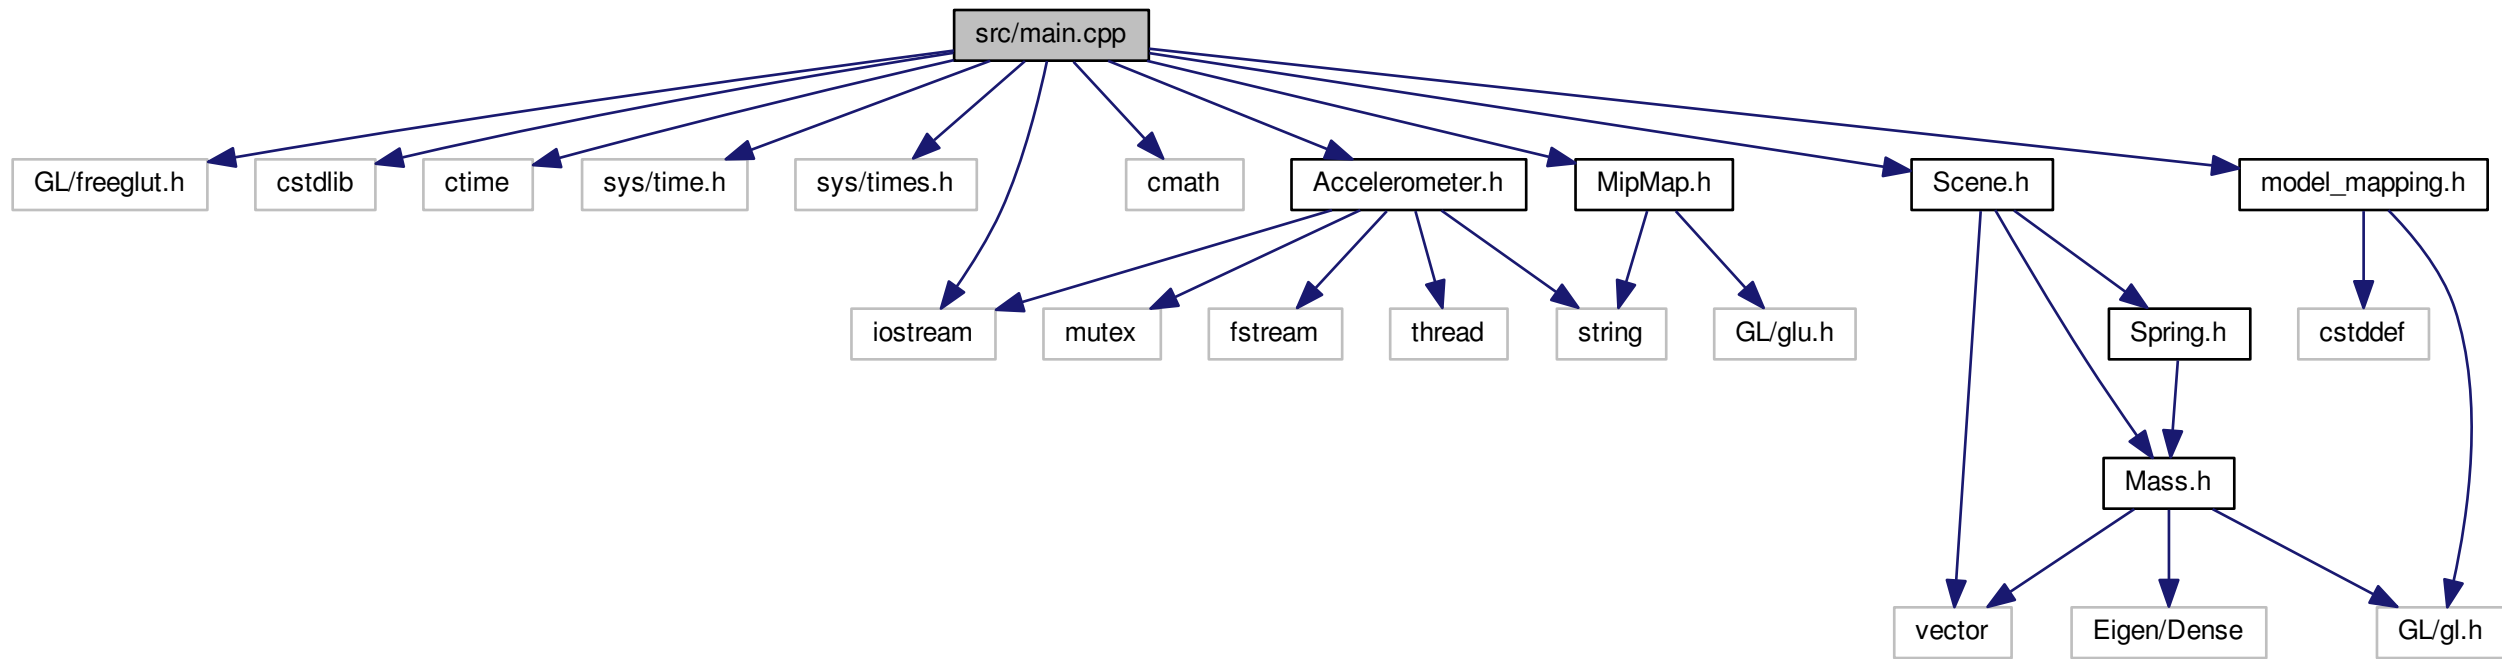 src/main.cpp
GL/freeglut.h
cstdlib
ctime
sys/time.h
sys/times.h
cmath
Accelerometer.h
MipMap.h
Scene.h
model_mapping.h
iostream
mutex
fstream
thread
string
GL/glu.h
Spring.h
cstddef
Mass.h
vector
Eigen/Dense
GL/gl.h